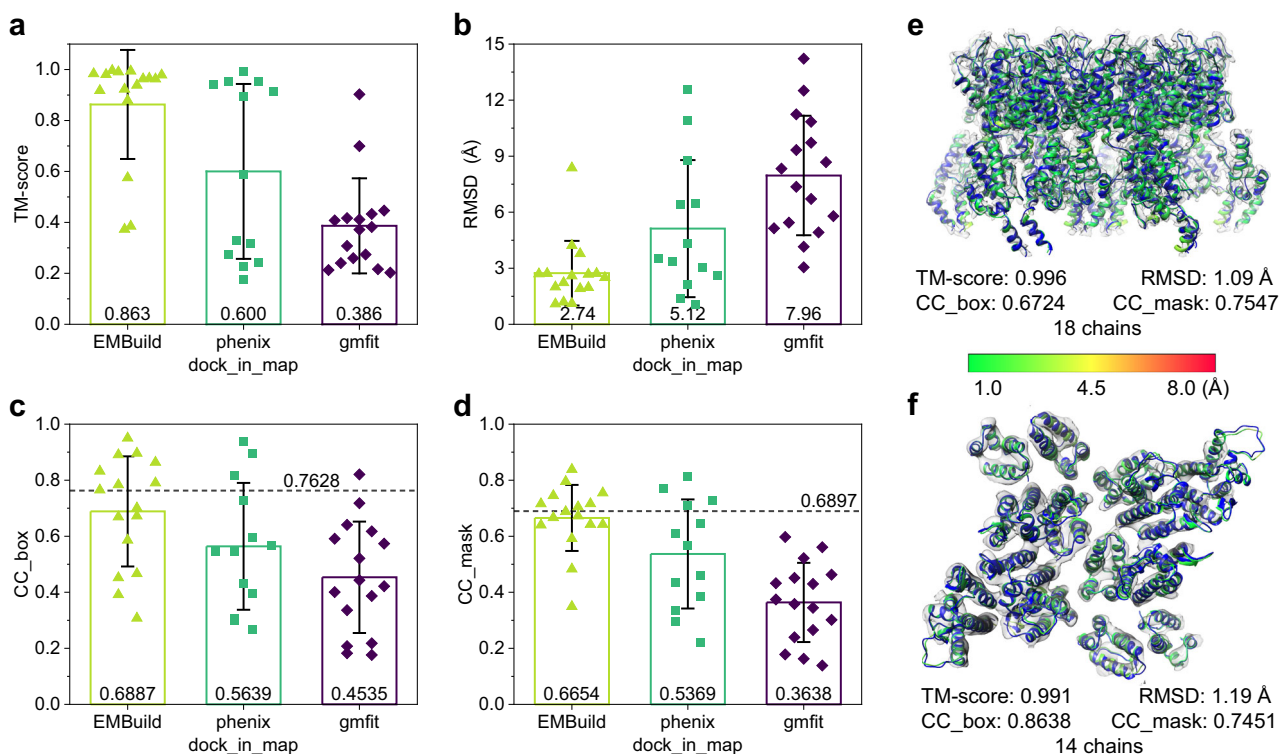 a
TM-score
1.0
0.8
0.6
0.4
0.2
0.0
0.863
0.600
0.386
EMBuild
phenix
gmfit
dock_in_map
b
RMSD (Å)
15
12
9
6
3
0
2.74
5.12
7.96
EMBuild
phenix
gmfit
dock_in_map
e
TM-score: 0.996 RMSD: 1.09 Å
CC_box: 0.6724 CC_mask: 0.7547
18 chains
1.0 4.5 8.0 (Å)
c
CC_box
1.0
0.8
0.6
0.4
0.2
0.0
0.7628
0.6887
0.5639
0.4535
EMBuild
phenix
gmfit
dock_in_map
d
CC_mask
1.0
0.8
0.6
0.4
0.2
0.0
0.6897
0.6654
0.5369
0.3638
EMBuild
phenix
gmfit
dock_in_map
f
TM-score: 0.991 RMSD: 1.19 Å
CC_box: 0.8638 CC_mask: 0.7451
14 chains